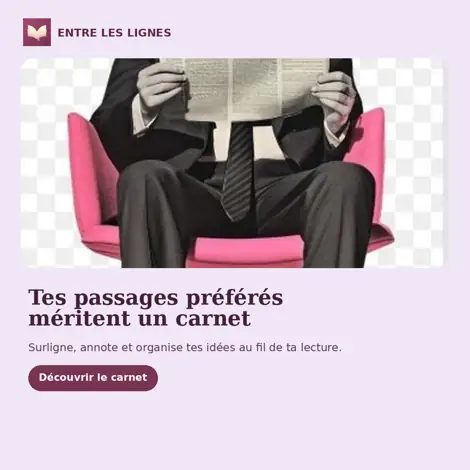 ENTRE LES LIGNES
Tes passages préférés
méritent un carnet
Surligne, annote et organise tes idées au fil de ta lecture.
Découvrir le carnet